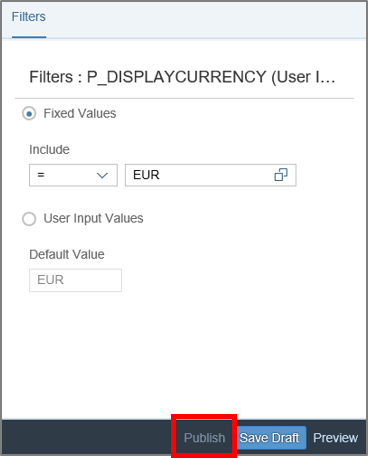 Filters
Filters : P_DISPLAYCURRENCY (User I...
Fixed Values
Include
= EUR
User Input Values
Default Value
EUR
Publish Save Draft Preview